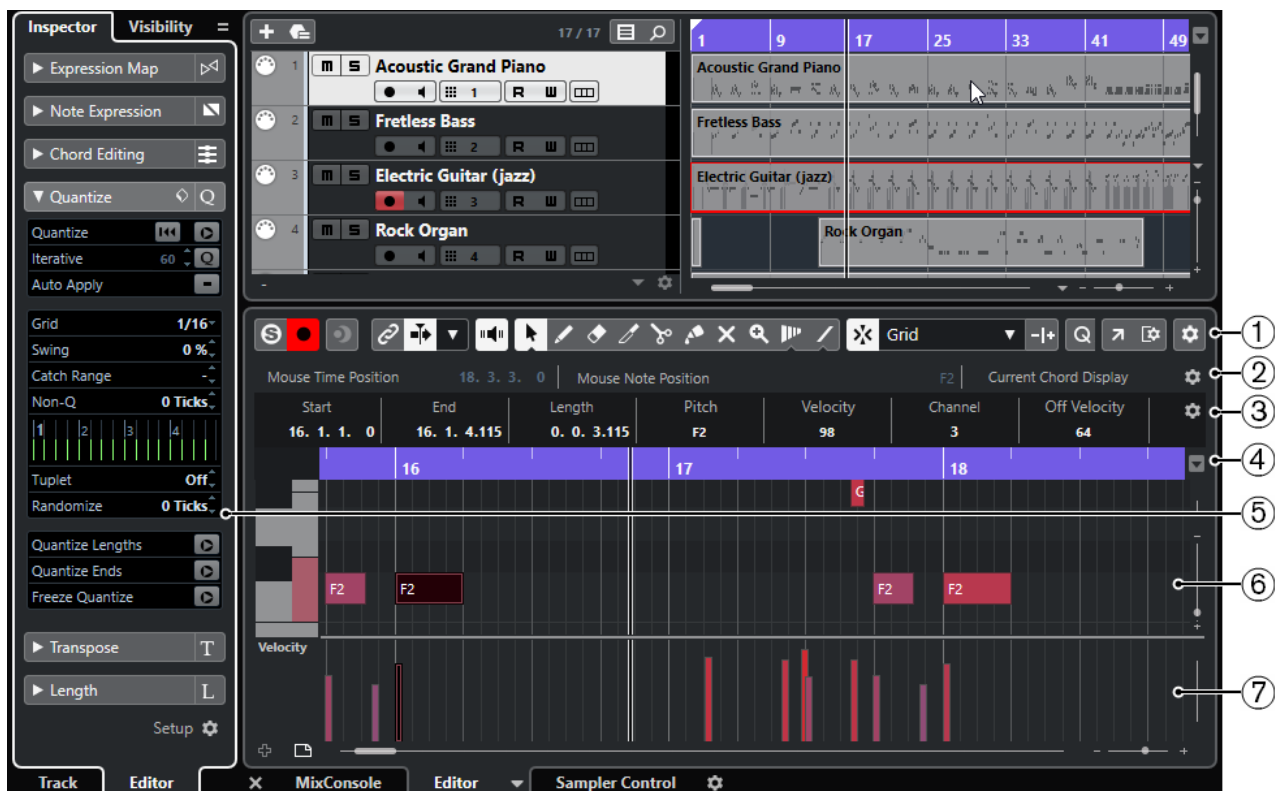 Inspector Visibility
Expression Map
Note Expression
Chord Editing
Quantize Q
Quantize
Iterative 60 Q
Auto Apply
Grid 1/16
Swing 0 %
Catch Range -
Non-Q 0 Ticks
1 2 3 4
Tuplet Off
Randomize 0 Ticks
Quantize Lengths
Quantize Ends
Freeze Quantize
Transpose T
Length L
Setup
Track Editor
17 / 17
1 m S Acoustic Grand Piano
1 R W
2 m S Fretless Bass
2 R W
3 m S Electric Guitar (jazz)
3 R W
4 m S Rock Organ
4 R W
-
1 9 17 25 33 41 49
Acoustic Grand Piano
Fretless Bass
Electric Guitar (jazz)
Rock Organ
S Grid Q 1
Mouse Time Position 18. 3. 3. 0 Mouse Note Position F2 Current Chord Display 2
Start End Length Pitch Velocity Channel Off Velocity 3
16. 1. 1. 0 16. 1. 4.115 0. 0. 3.115 F2 98 3 64
16 17 18 4
G
5
F2 F2 F2 F2 6
Velocity
7
MixConsole Editor Sampler Control